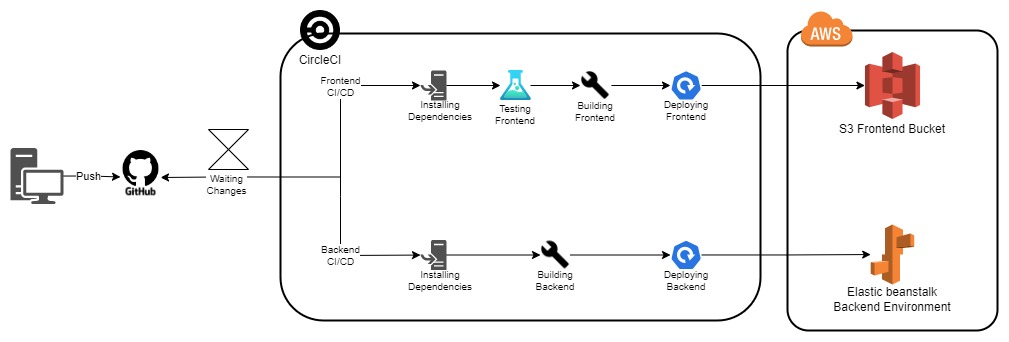 CircleCI
AWS
Frontend
CI/CD
Installing
Dependencies
Testing
Frontend
Building
Frontend
Deploying
Frontend
S3 Frontend Bucket
Push
GitHub
Waiting
Changes
Backend
CI/CD
Installing
Dependencies
Building
Backend
Deploying
Backend
Elastic beanstalk
Backend Environment